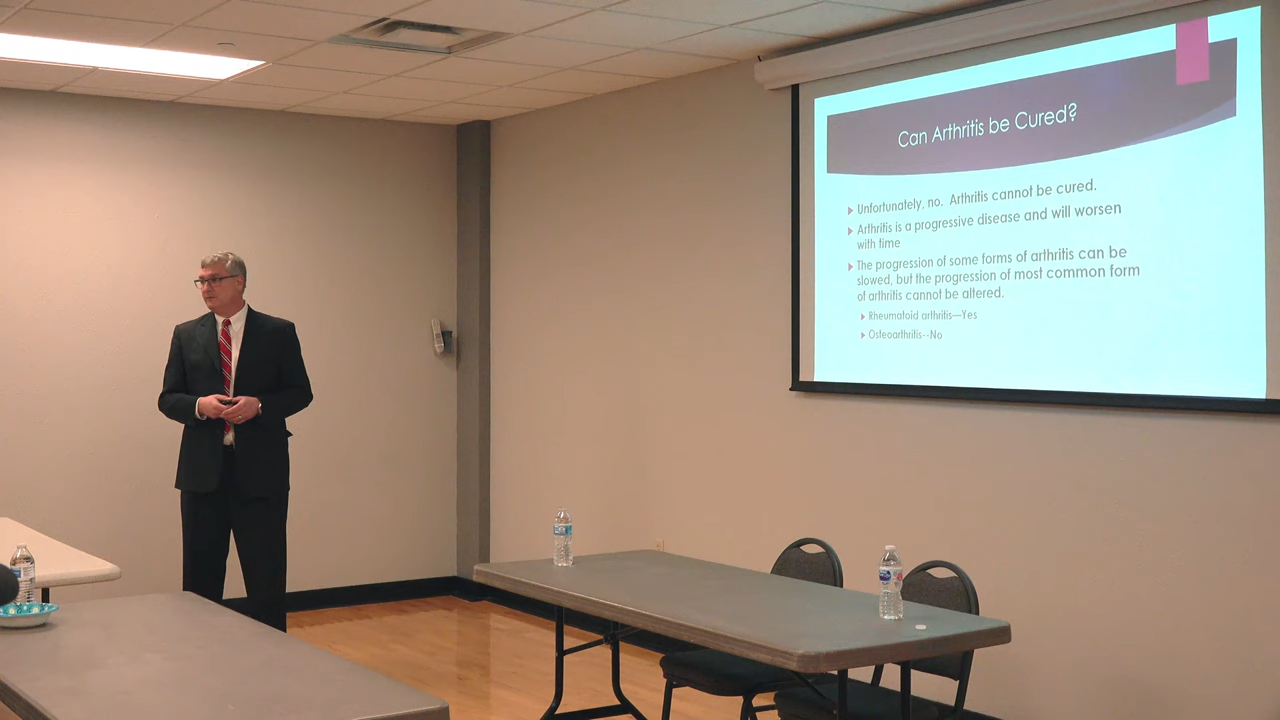 Can Arthritis be Cured?
Unfortunately, no. Arthritis cannot be cured.
Arthritis is a progressive disease and will worsen
with time
The progression of some forms of arthritis can be
slowed, but the progression of most common form
of arthritis cannot be altered.
Rheumatoid arthritis—Yes
Osteoarthritis--No